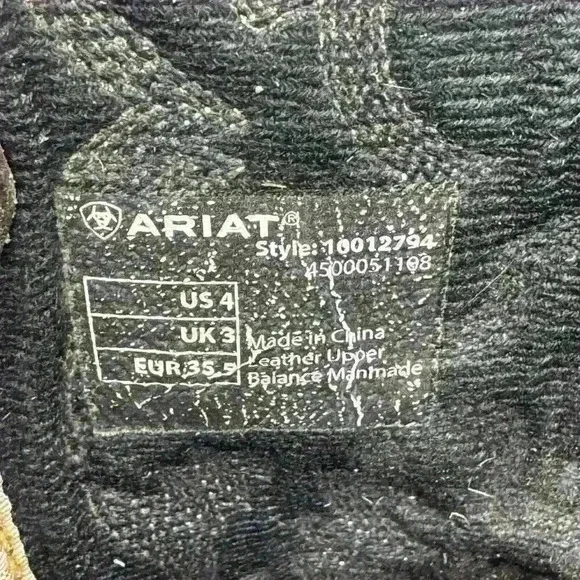 ARIAT®
Style: 10012794
4500051108
US 4
UK 3
EUR 35.5
Made in China
Leather Upper
Balance Manmade